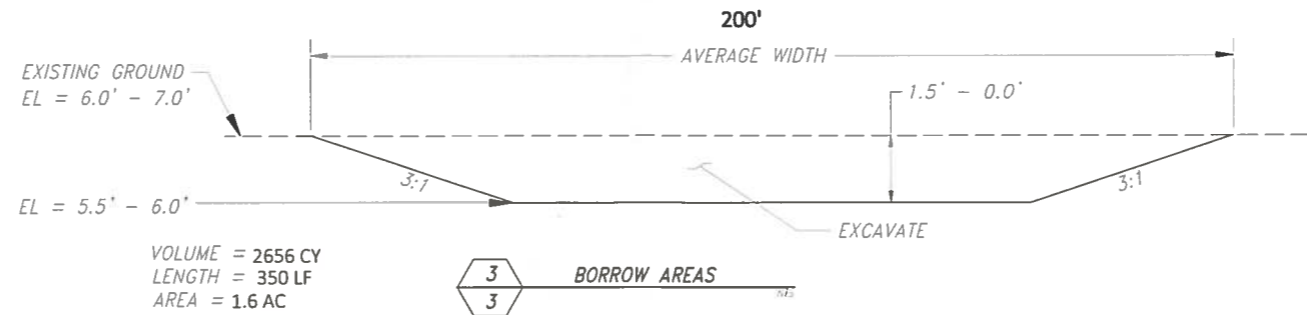 200'
AVERAGE WIDTH
EXISTING GROUND
EL = 6.0' - 7.0'
1.5' - 0.0'
3:1
3:1
EL = 5.5' - 6.0'
EXCAVATE
VOLUME = 2656 CY
LENGTH = 350 LF
AREA = 1.6 AC
3
3
BORROW AREAS
NTS